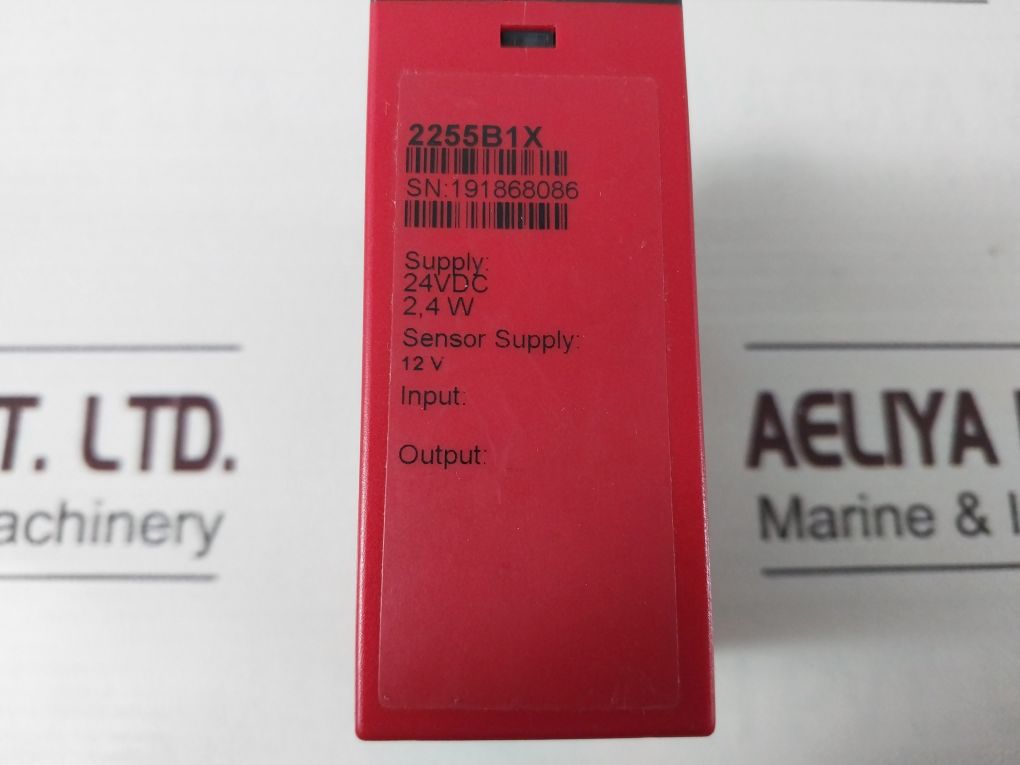 2255B1X
SN:191868086
Supply:
24VDC
2,4 W
Sensor Supply:
12 V
Input:
Output:
T. LTD.
achinery
AELIYA
Marine &